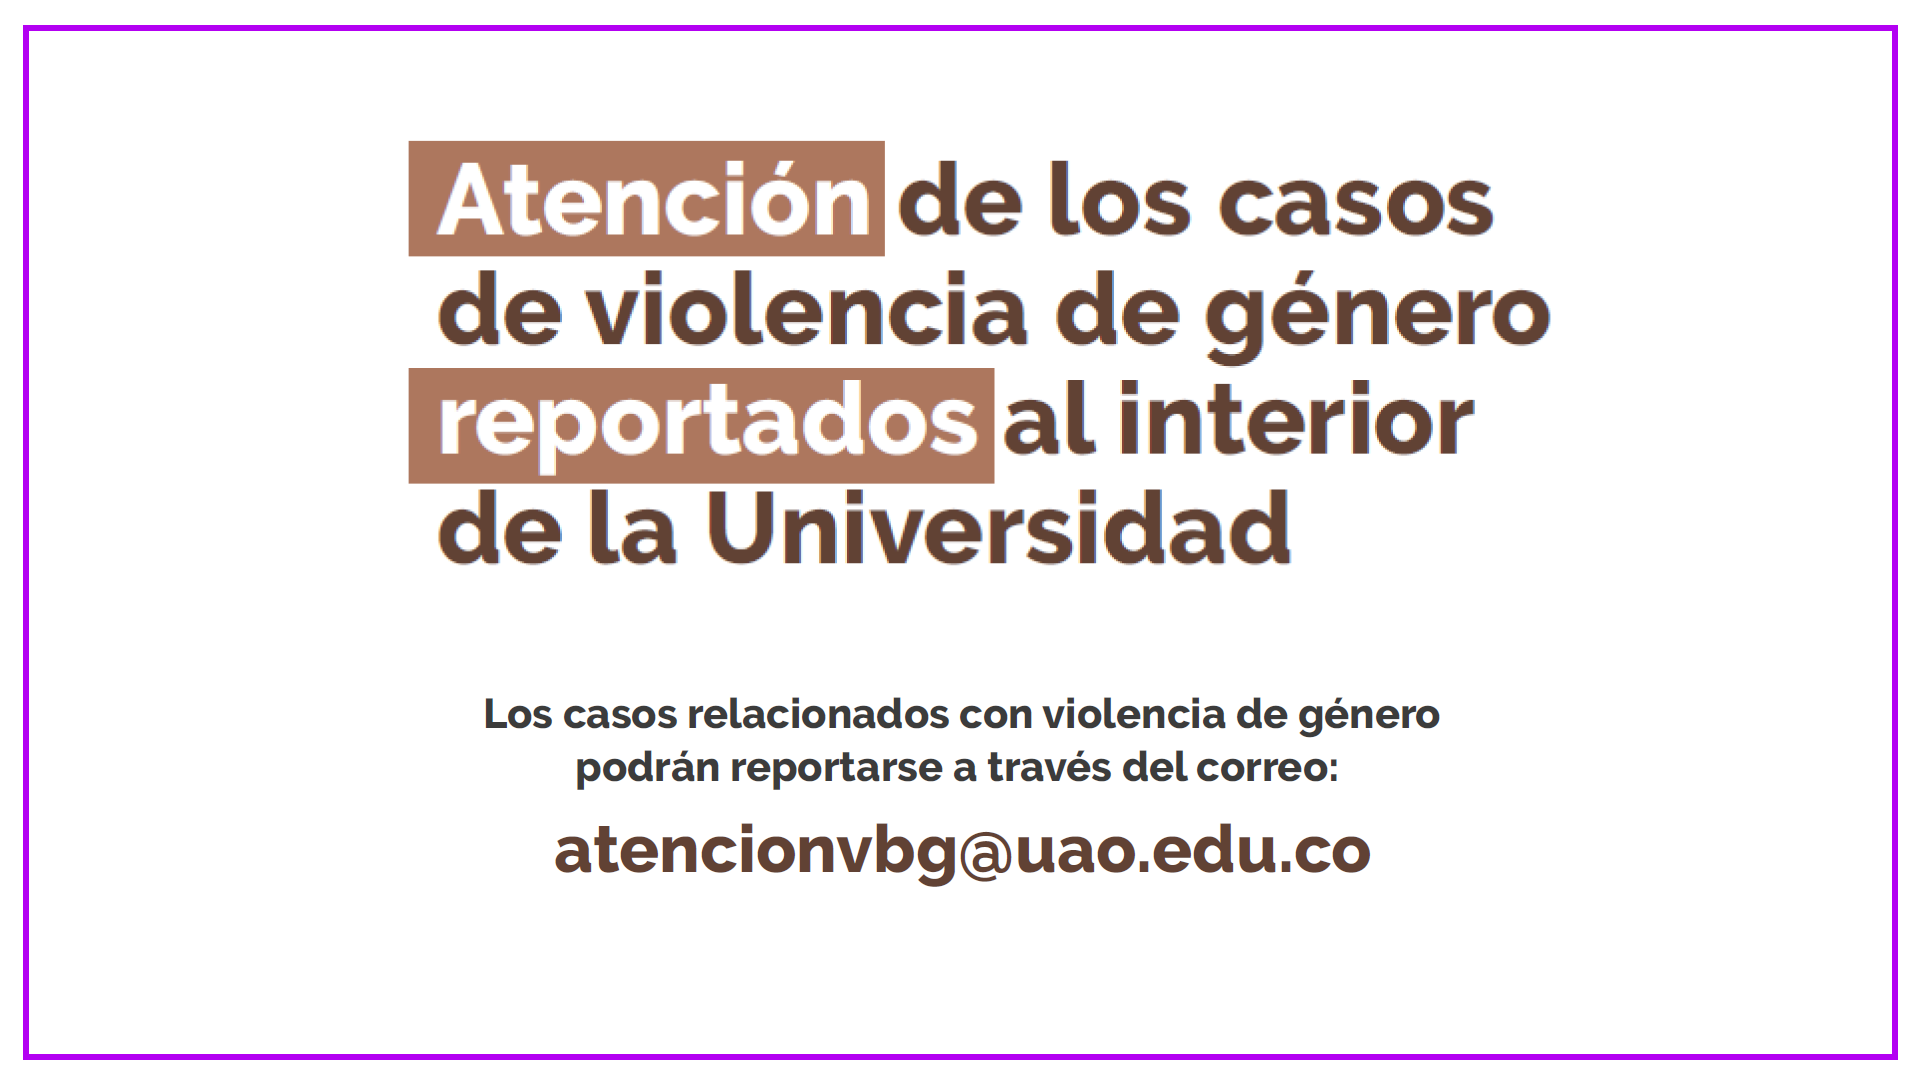 Atención de los casos
de violencia de género
reportados al interior
de la Universidad
Los casos relacionados con violencia de género
podrán reportarse a través del correo:
atencionvbg@uao.edu.co